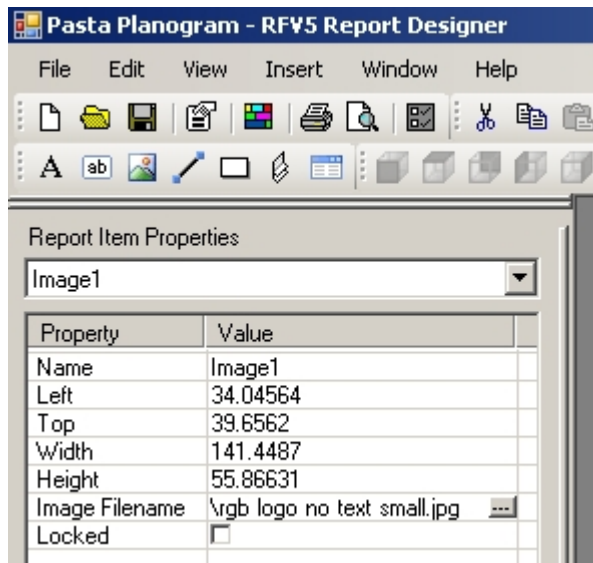 Pasta Planogram - RFV5 Report Designer
File Edit View Insert Window Help
A ab
Report Item Properties
Image1
Property Value
Name Image1
Left 34.04564
Top 39.6562
Width 141.4487
Height 55.86631
Image Filename \rgb logo no text small.jpg ...
Locked